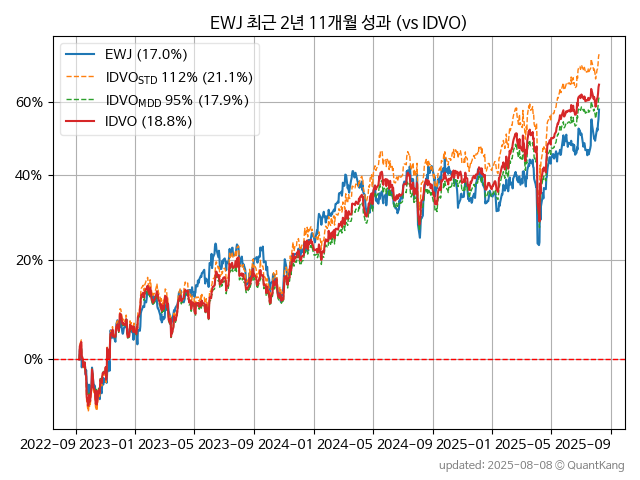 EWJ 최근 2년 11개월 성과 (vs IDVO)
EWJ (17.0%)
IDVO_STD 112% (21.1%)
IDVO_MDD 95% (17.9%)
IDVO (18.8%)
60%
40%
20%
0%
2022-09 2023-01 2023-05 2023-09 2024-01 2024-05 2024-09 2025-01 2025-05 2025-09
updated: 2025-08-08 © QuantKang